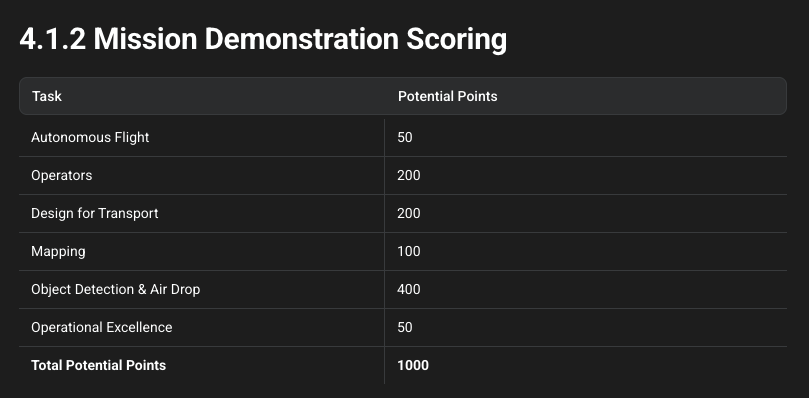 4.1.2 Mission Demonstration Scoring
Task Potential Points
Autonomous Flight 50
Operators 200
Design for Transport 200
Mapping 100
Object Detection & Air Drop 400
Operational Excellence 50
Total Potential Points 1000